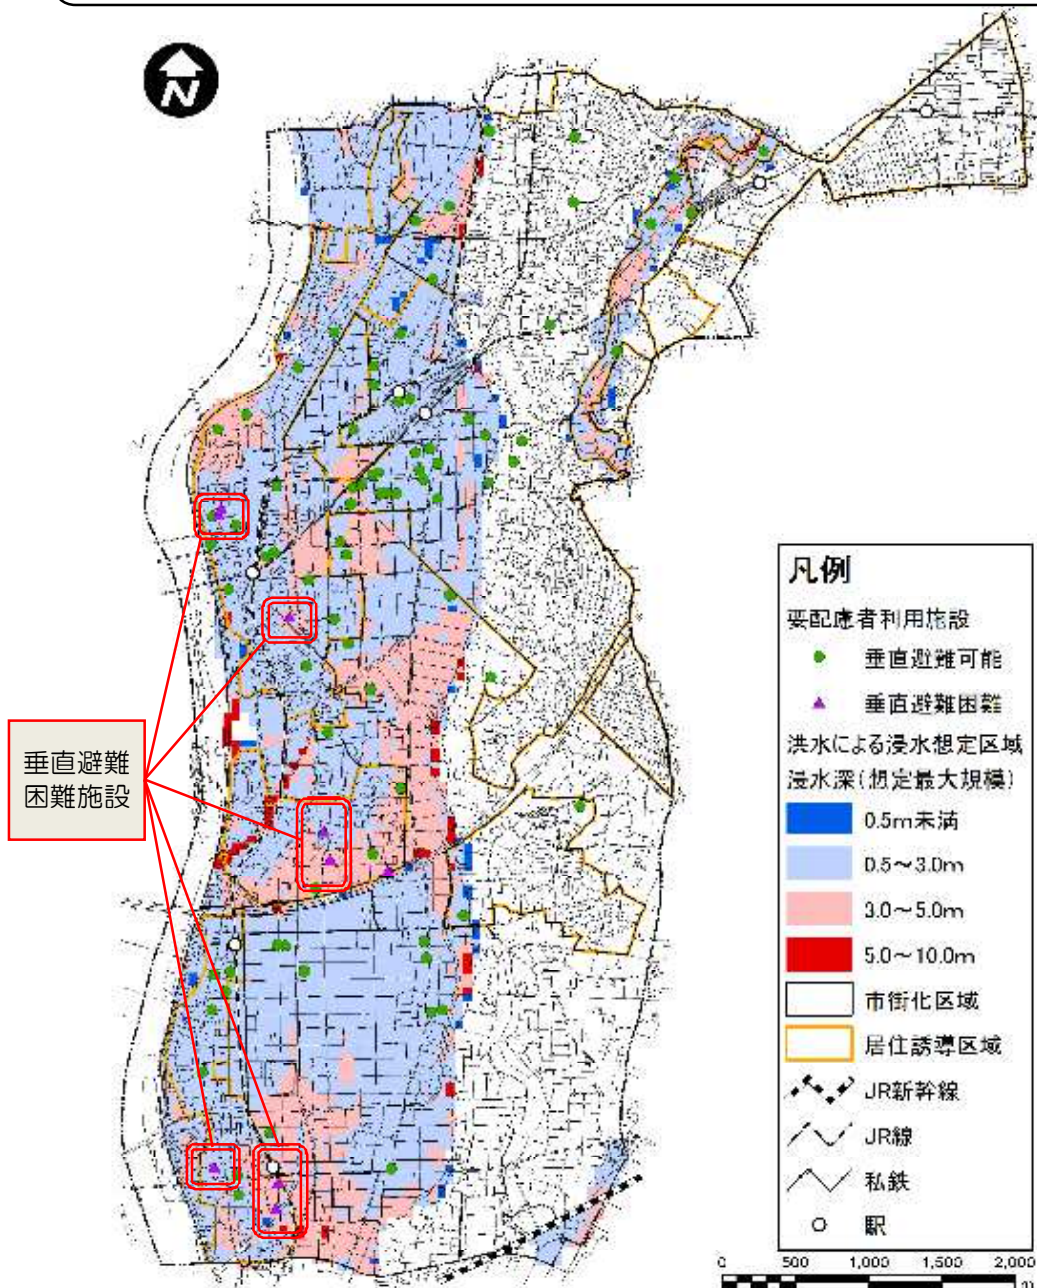 N
垂直避難
困難施設
凡例
要配慮者利用施設
垂直避難可能
垂直避難困難
洪水による浸水想定区域
浸水深(想定最大規模)
0.5m未満
0.5～3.0m
3.0～5.0m
5.0～10.0m
市街化区域
居住誘導区域
JR新幹線
JR線
私鉄
駅
0 500 1,000 1,500 2,000